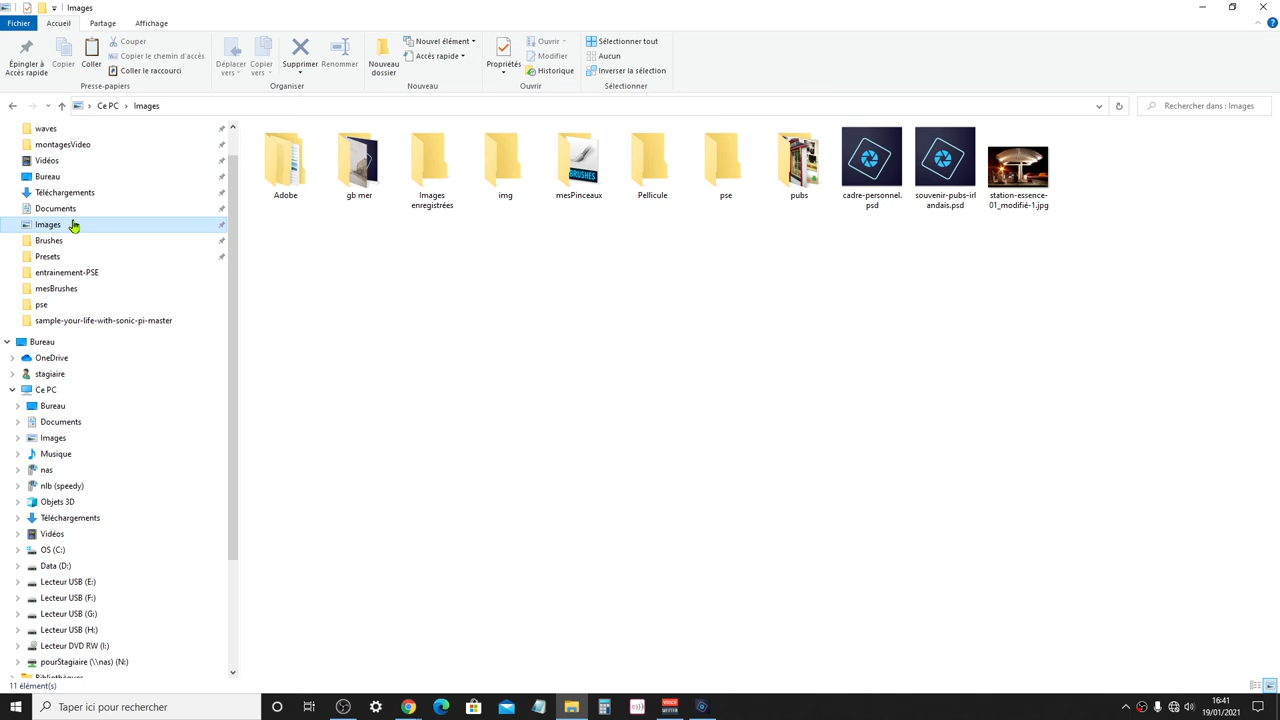 Images
Fichier Accueil Partage Affichage
Épingler à Accès rapide
Copier
Coller
Couper
Copier le chemin d'accès
Coller le raccourci
Presse-papiers
Déplacer vers
Copier vers
Supprimer
Renommer
Organiser
Nouveau dossier
Nouvel élément
Accès rapide
Nouveau
Propriétés
Ouvrir
Modifier
Historique
Ouvrir
Sélectionner tout
Aucun
Inverser la sélection
Sélectionner
Ce PC > Images
Rechercher dans : Images
waves
montagesVideo
Vidéos
Bureau
Téléchargements
Documents
Images
Brushes
Presets
entrainement-PSE
mesBrushes
pse
sample-your-life-with-sonic-pi-master
Bureau
OneDrive
stagiaire
Ce PC
Bureau
Documents
Images
Musique
nas
nlb (speedy)
Objets 3D
Téléchargements
Vidéos
OS (C:)
Data (D:)
Lecteur USB (E:)
Lecteur USB (F:)
Lecteur USB (G:)
Lecteur USB (H:)
Lecteur DVD RW (I:)
pourStagiaire (\\nas) (N:)
Bibliothèques
Adobe
gb mer
Images enregistrées
img
BRUSHES
mesPinceaux
Pellicule
pse
pubs
cadre-personnel.psd
souvenir-pubs-irlandais.psd
station-essence-01_modifié-1.jpg
11 élément(s)
Taper ici pour rechercher
16:41
19/01/2021